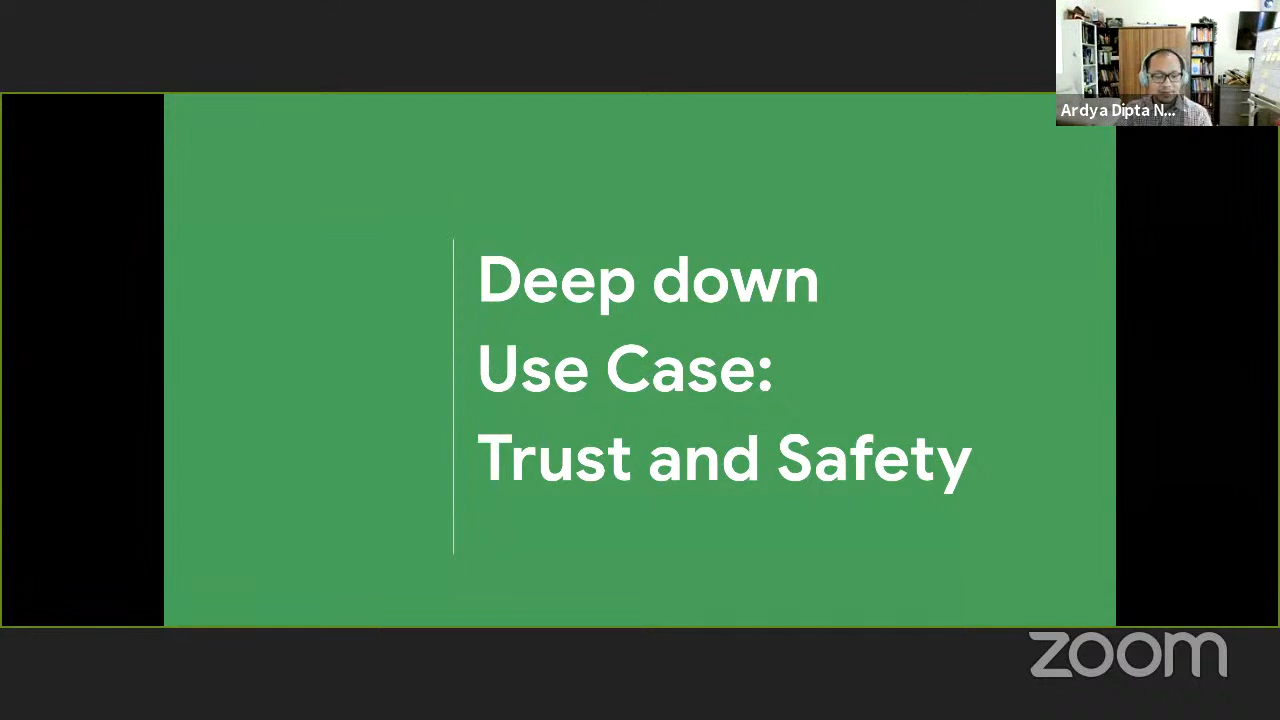 Ardya Dipta N...
Deep down
Use Case:
Trust and Safety
zoom